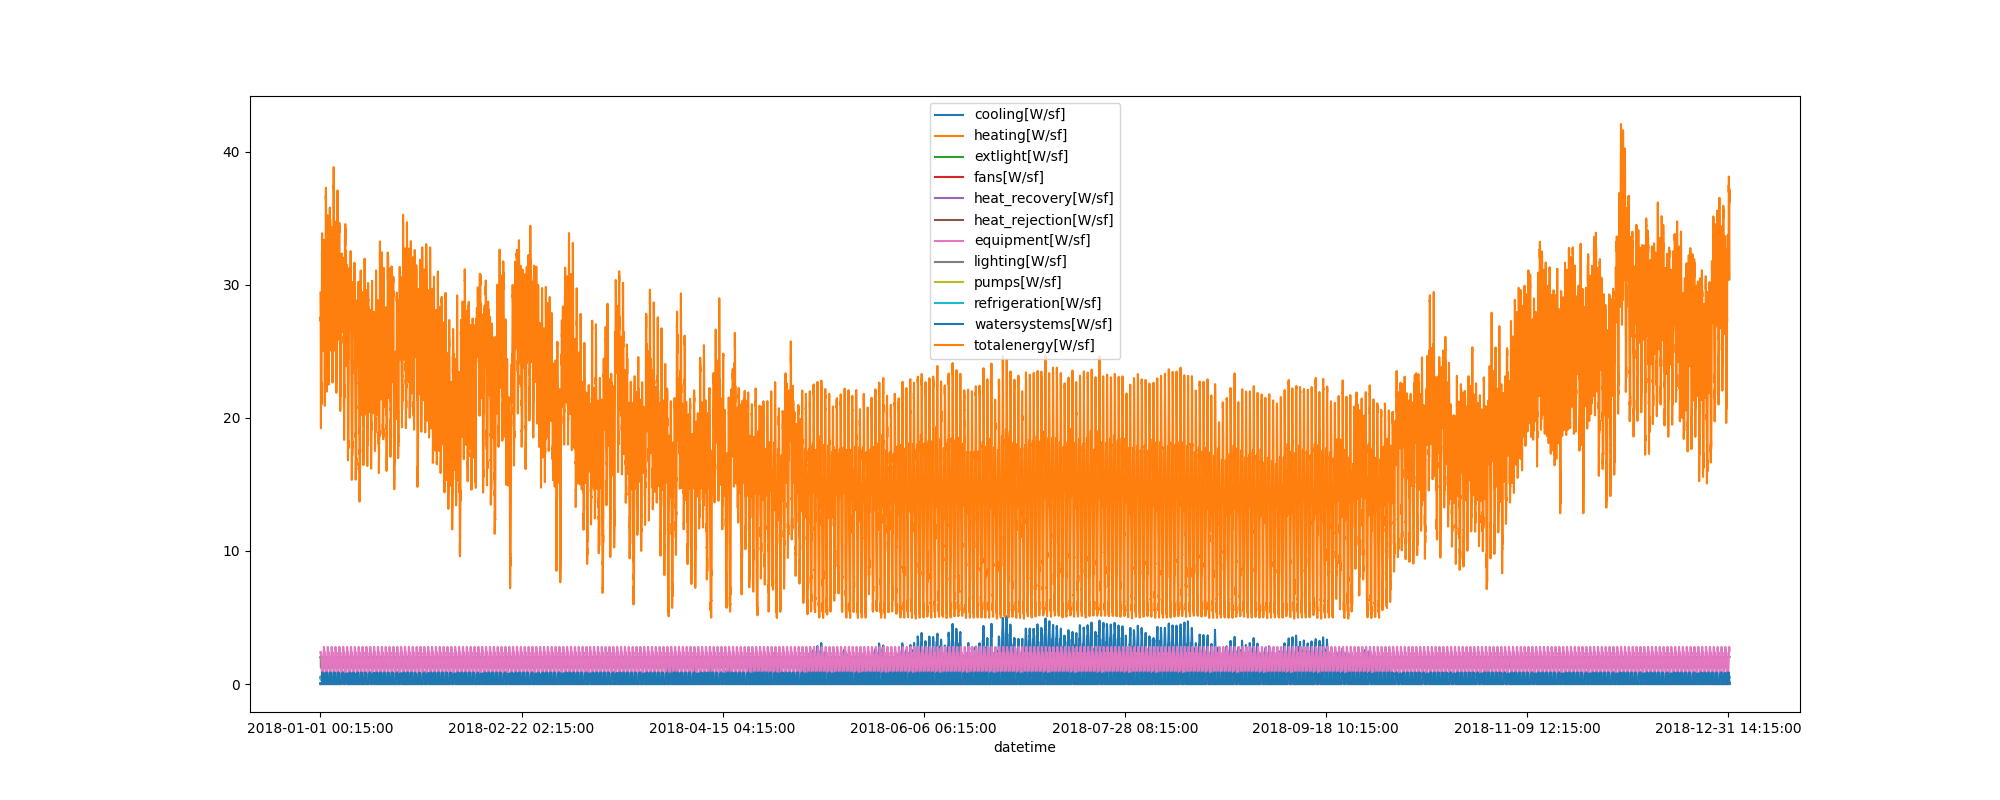 cooling[W/sf]
heating[W/sf]
extlight[W/sf]
fans[W/sf]
heat_recovery[W/sf]
heat_rejection[W/sf]
equipment[W/sf]
lighting[W/sf]
pumps[W/sf]
refrigeration[W/sf]
watersystems[W/sf]
totalenergy[W/sf]
40
30
20
10
0
2018-01-01 00:15:00 2018-02-22 02:15:00 2018-04-15 04:15:00 2018-06-06 06:15:00 2018-07-28 08:15:00 2018-09-18 10:15:00 2018-11-09 12:15:00 2018-12-31 14:15:00
datetime